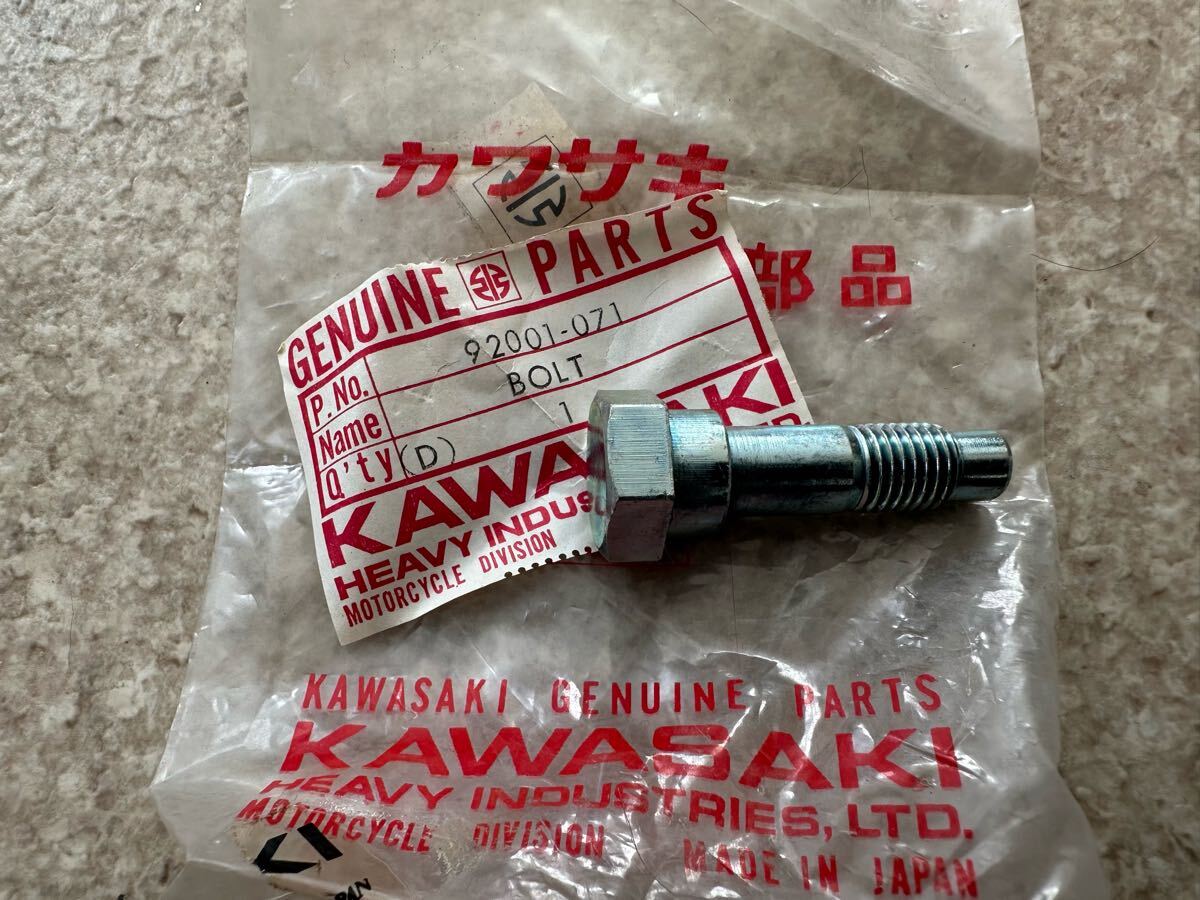 カワサキ
部品
GENUINE PARTS
P.No. 92001-071
Name BOLT
Q'ty (D) 1
KAWASAKI
HEAVY INDUS
MOTORCYCLE DIVISION
KAWASAKI GENUINE PARTS
KAWASAKI
HEAVY INDUSTRIES, LTD.
MOTORCYCLE DIVISION MADE IN JAPAN